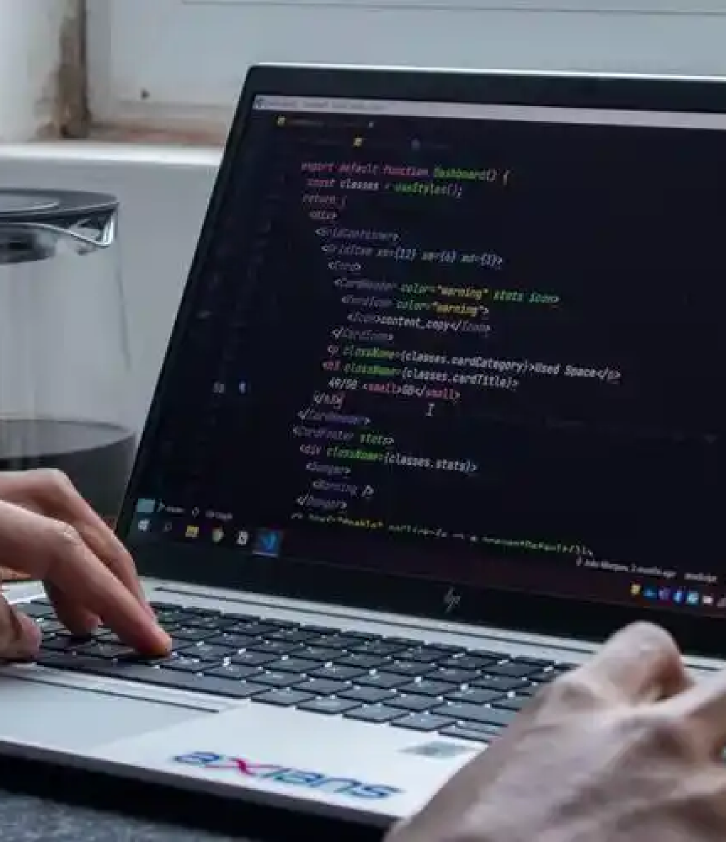 export default function Dashboard() {
const classes = useStyles();
return (
<div>
<GridContainer>
<GridItem xs={12} sm={6} md={3}>
<Card>
<CardHeader color="warning" stats icon>
<CardIcon color="warning">
<Icon>content_copy</Icon>
</CardIcon>
<p className={classes.cardCategory}>Used Space</p>
<h3 className={classes.cardTitle}>
49/50 <small>GB</small>
</h3>
</CardHeader>
<CardFooter stats>
<div className={classes.stats}>
<Danger>
<Warning />
</Danger>
hp
axians